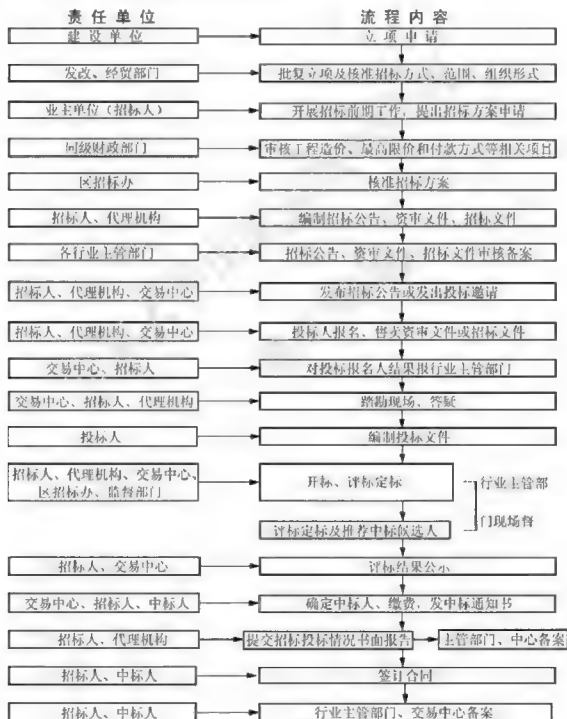 责任单位 流程内容
建设单位 立项申请
发改、经贸部门 批复立项及核准招标方式、范围、组织形式
业主单位(招标人) 开展招标前期工作，提出招标方案申请
同级财政部门 审核工程造价、最高限价和付款方式等相关项目
区招标办 核准招标方案
招标人、代理机构 编制招标公告、资审文件、招标文件
各行业主管部门 招标公告、资审文件、招标文件审核备案
招标人、代理机构、交易中心 发布招标公告或发出投标邀请
招标人、代理机构、交易中心 投标人报名、售卖资审文件或招标文件
交易中心、招标人 对投标报名人结果报行业主管部门
交易中心、招标人、代理机构 踏勘现场、答疑
投标人 编制投标文件
招标人、代理机构、交易中心、
区招标办、监督部门
开标、评标定标 行业主管部
门现场督
评标定标及推荐中标候选人
招标人、交易中心 评标结果公示
交易中心、招标人、中标人 确定中标人、缴费，发中标通知书
招标人、代理机构 提交招标投标情况书面报告 主管部门、中心备案
招标人、中标人 签订合同
招标人、中标人 行业主管部门、交易中心备案